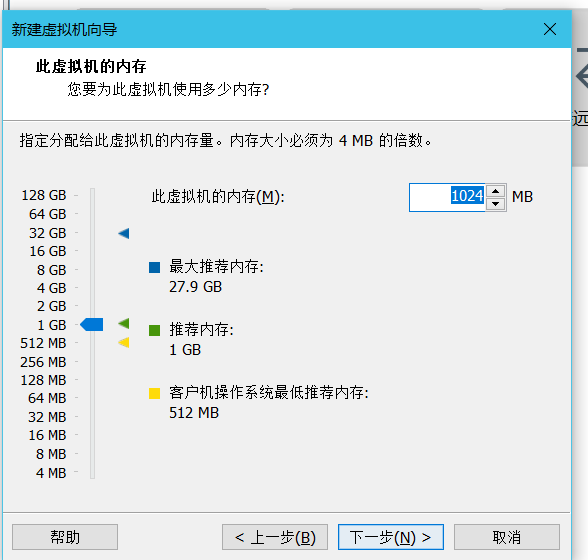 新建虚拟机向导
此虚拟机的内存
您要为此虚拟机使用多少内存?
指定分配给此虚拟机的内存量。内存大小必须为 4 MB 的倍数。
128 GB
64 GB
32 GB
16 GB
8 GB
4 GB
2 GB
1 GB
512 MB
256 MB
128 MB
64 MB
32 MB
16 MB
8 MB
4 MB
此虚拟机的内存(M): 1024 MB
最大推荐内存:
27.9 GB
推荐内存:
1 GB
客户机操作系统最低推荐内存:
512 MB
远
帮助 < 上一步(B) 下一步(N) > 取消